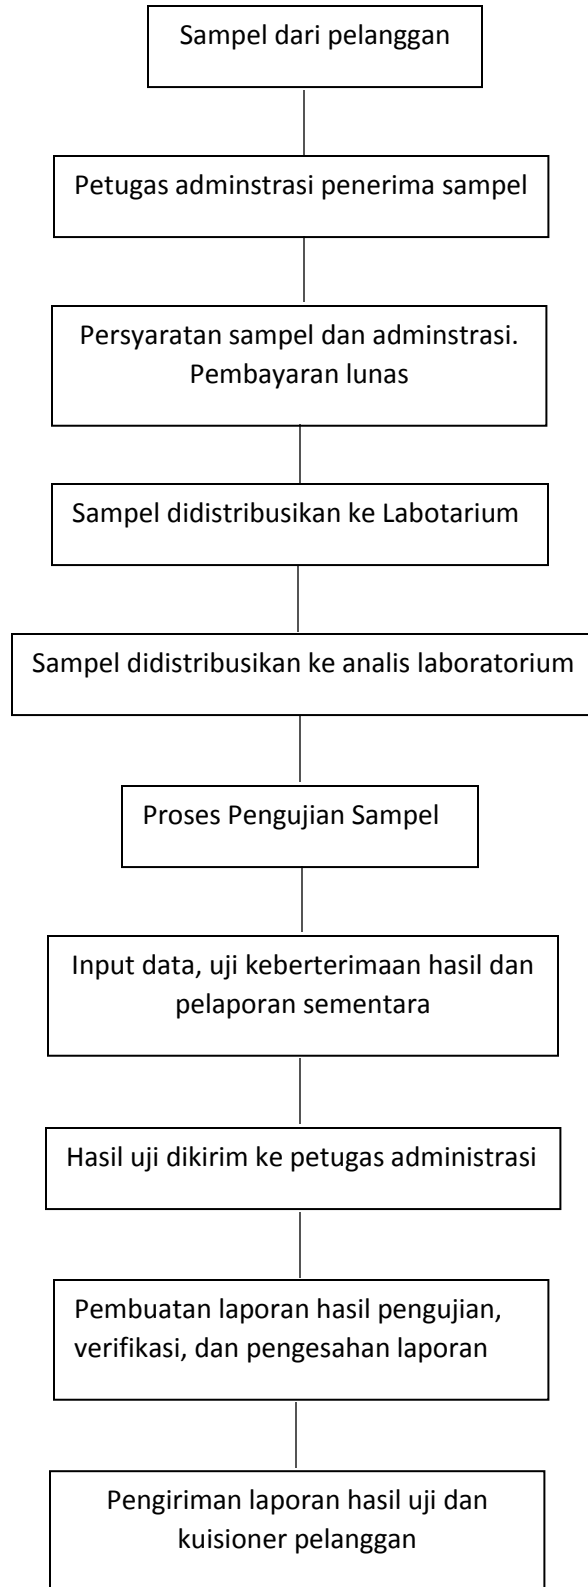 Sampel dari pelanggan
Petugas adminstrasi penerima sampel
Persyaratan sampel dan adminstrasi.
Pembayaran lunas
Sampel didistribusikan ke Labotarium
Sampel didistribusikan ke analis laboratorium
Proses Pengujian Sampel
Input data, uji keberterimaan hasil dan
pelaporan sementara
Hasil uji dikirim ke petugas administrasi
Pembuatan laporan hasil pengujian,
verifikasi, dan pengesahan laporan
Pengiriman laporan hasil uji dan
kuisioner pelanggan